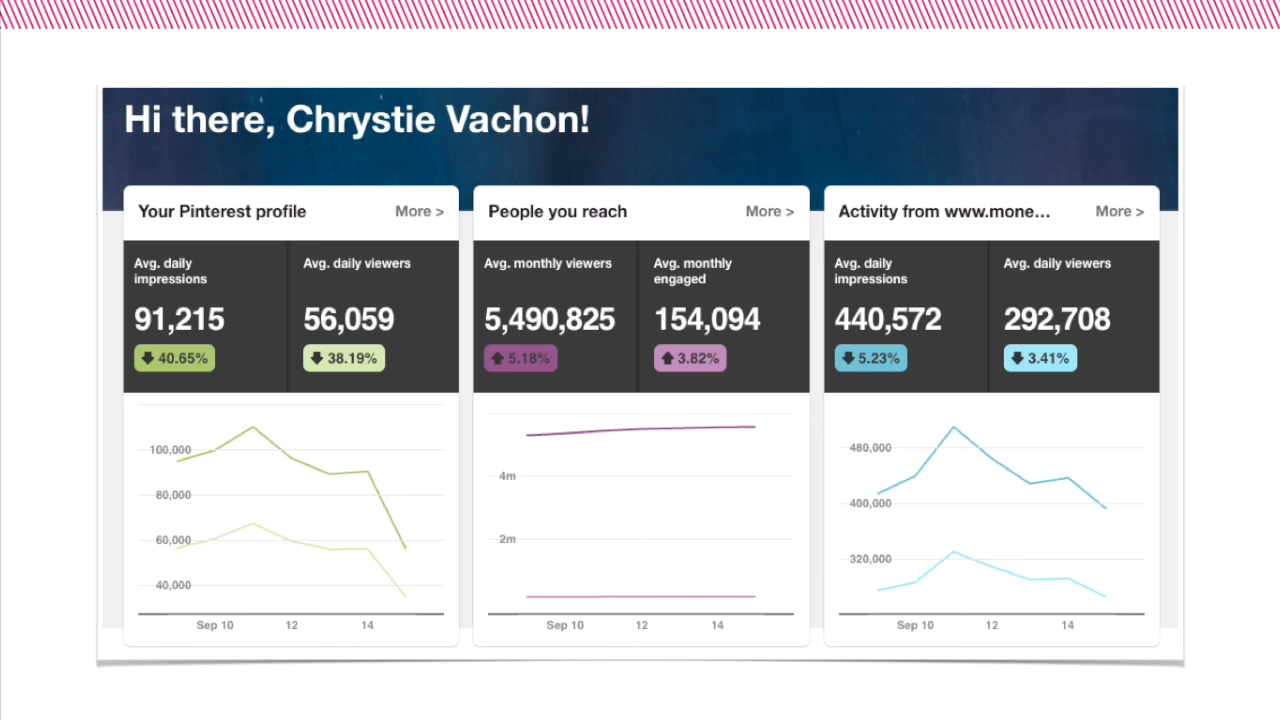 Hi there, Chrystie Vachon!
Your Pinterest profile
More >
Avg. daily
impressions
91,215
40.65%
Avg. daily viewers
56,059
38.19%
100,000
80,000
60,000
40,000
Sep 10
12
14
People you reach
More >
Avg. monthly viewers
5,490,825
5.18%
Avg. monthly
engaged
154,094
3.82%
4m
2m
Sep 10
12
14
Activity from www.mone...
More >
Avg. daily
impressions
440,572
5.23%
Avg. daily viewers
292,708
3.41%
480,000
400,000
320,000
Sep 10
12
14